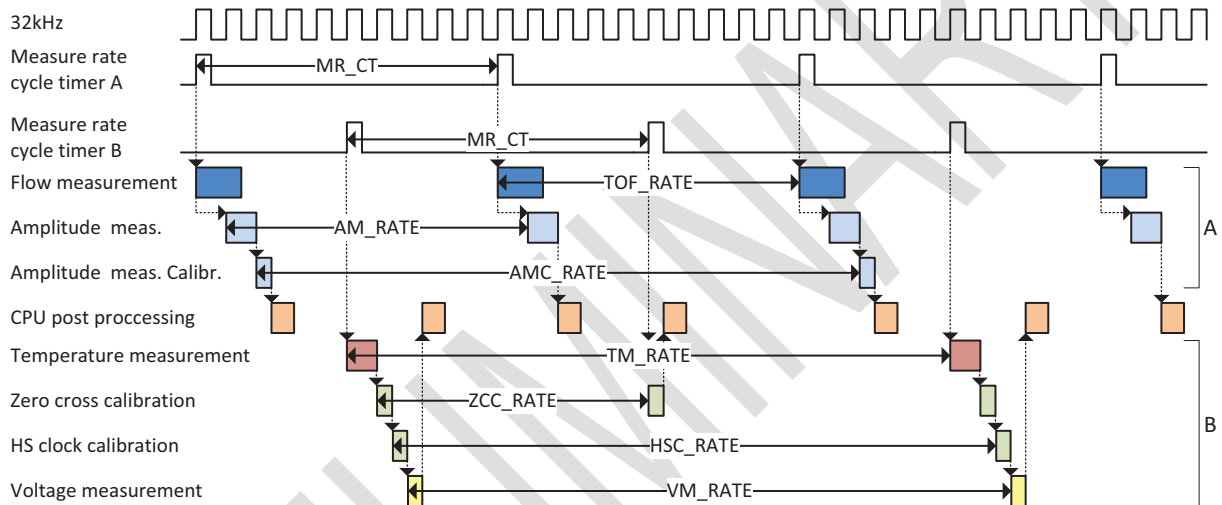 32kHz
Measure rate
cycle timer A
MR_CT
Measure rate
cycle timer B
MR_CT
Flow measurement
TOF_RATE
Amplitude meas.
AM_RATE
A
Amplitude meas. Calibr.
AMC_RATE
CPU post proccessing
Temperature measurement
TM_RATE
Zero cross calibration
ZCC_RATE
B
HS clock calibration
HSC_RATE
Voltage measurement
VM_RATE